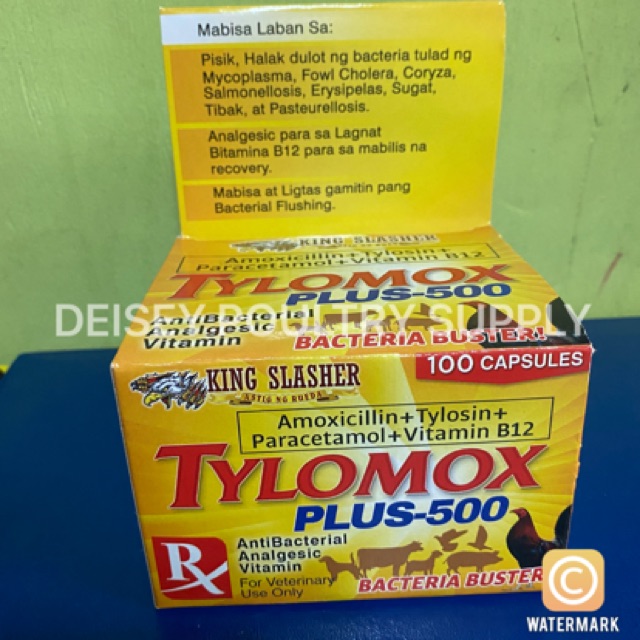 Mabisa Laban Sa:
Pisik, Halak dulot ng bacteria tulad ng
Mycoplasma, Fowl Cholera, Coryza,
Salmonellosis, Erysipelas, Sugat,
Tibak, at Pasteurellosis.
Analgesic para sa Lagnat
Bitamina B12 para sa mabilis na
recovery.
Mabisa at Ligtas gamitin pang
Bacterial Flushing.
KING SLASHER
Amoxicillin+Tylosin+
Paracetamol+Vitamin B12
TYLOMOX
PLUS-500
DEISEY POULTRY SUPPLY
AntiBacterial
Analgesic
Vitamin
BACTERIA BUSTER!
100 CAPSULES
KING SLASHER
ASTIG NG RUEDA
Amoxicillin+Tylosin+
Paracetamol+Vitamin B12
TYLOMOX
PLUS-500
Rx
AntiBacterial
Analgesic
Vitamin
For Veterinary
Use Only
BACTERIA BUSTER!
C
WATERMARK